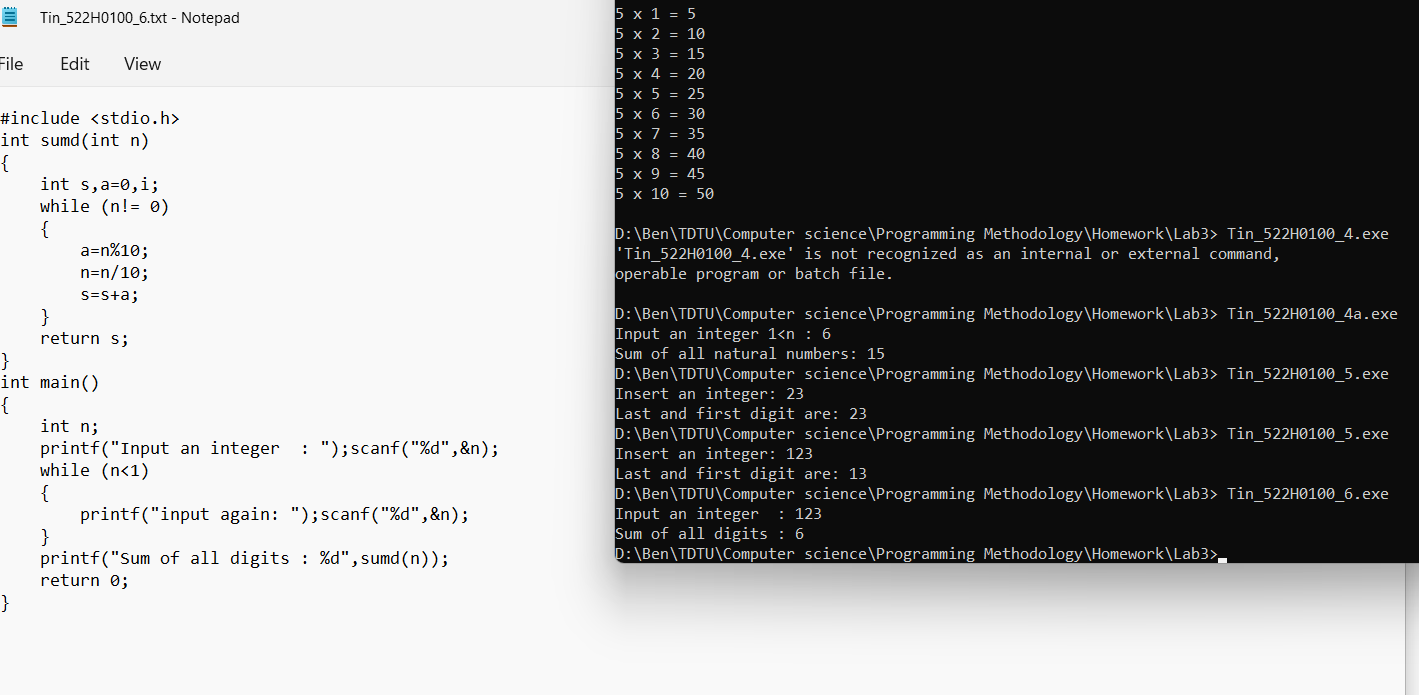 Tin_522H0100_6.txt - Notepad
File Edit View
#include <stdio.h>
int sumd(int n)
{
    int s,a=0,i;
    while (n!= 0)
    {
        a=n%10;
        n=n/10;
        s=s+a;
    }
    return s;
}
int main()
{
    int n;
    printf("Input an integer  : ");scanf("%d",&n);
    while (n<1)
    {
        printf("input again: ");scanf("%d",&n);
    }
    printf("Sum of all digits : %d",sumd(n));
    return 0;
}
5 x 1 = 5
5 x 2 = 10
5 x 3 = 15
5 x 4 = 20
5 x 5 = 25
5 x 6 = 30
5 x 7 = 35
5 x 8 = 40
5 x 9 = 45
5 x 10 = 50
D:\Ben\TDTU\Computer science\Programming Methodology\Homework\Lab3> Tin_522H0100_4.exe
'Tin_522H0100_4.exe' is not recognized as an internal or external command,
operable program or batch file.
D:\Ben\TDTU\Computer science\Programming Methodology\Homework\Lab3> Tin_522H0100_4a.exe
Input an integer 1<n : 6
Sum of all natural numbers: 15
D:\Ben\TDTU\Computer science\Programming Methodology\Homework\Lab3> Tin_522H0100_5.exe
Insert an integer: 23
Last and first digit are: 23
D:\Ben\TDTU\Computer science\Programming Methodology\Homework\Lab3> Tin_522H0100_5.exe
Insert an integer: 123
Last and first digit are: 13
D:\Ben\TDTU\Computer science\Programming Methodology\Homework\Lab3> Tin_522H0100_6.exe
Input an integer  : 123
Sum of all digits : 6
D:\Ben\TDTU\Computer science\Programming Methodology\Homework\Lab3>